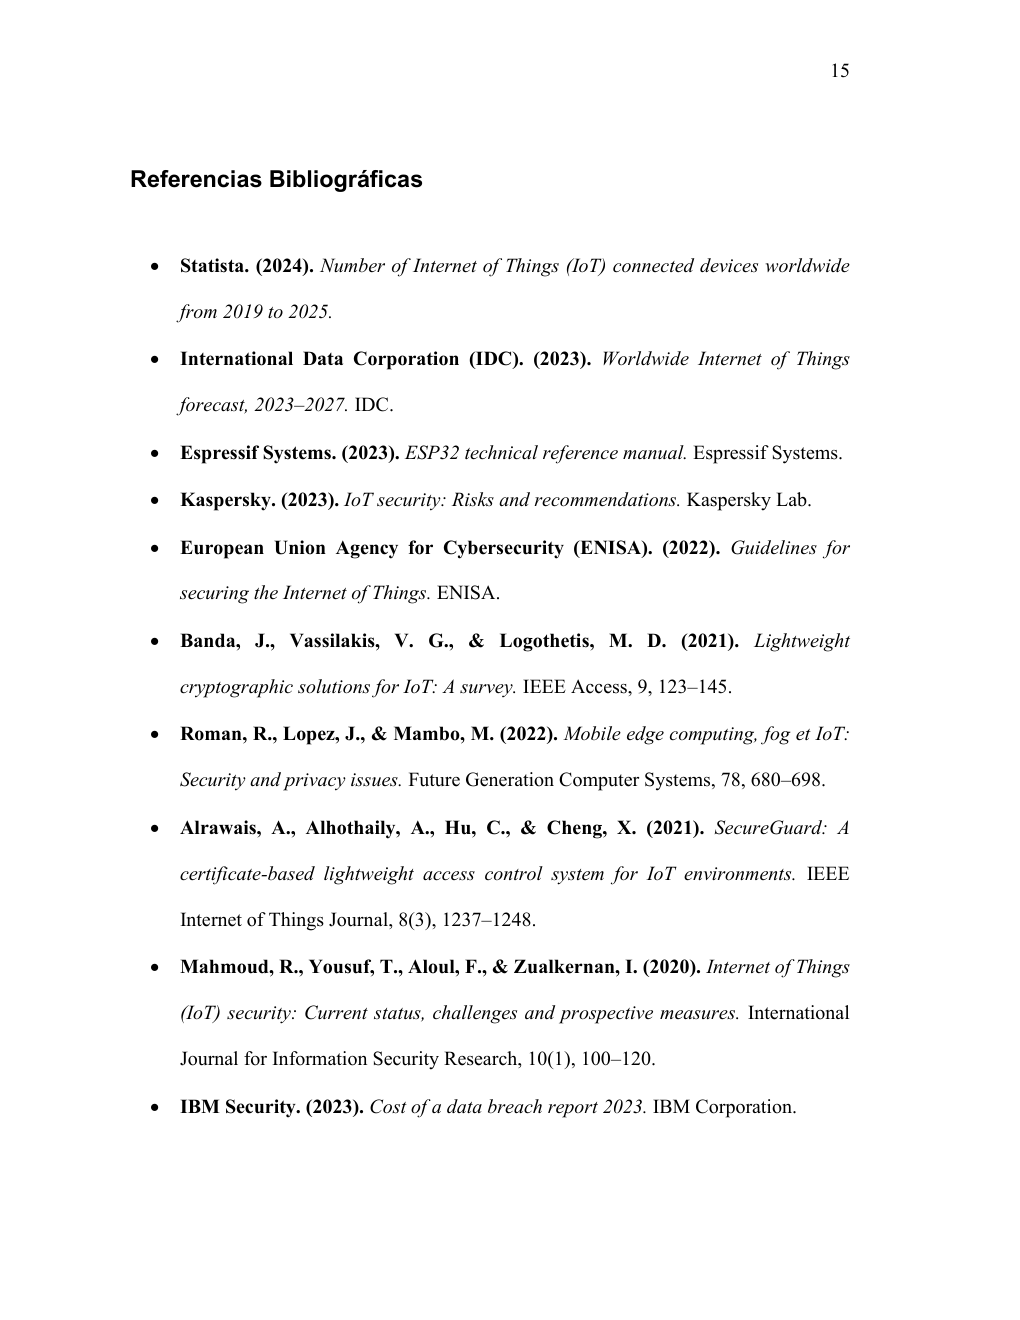 15
Referencias Bibliográficas
• Statista. (2024). Number of Internet of Things (IoT) connected devices worldwide
from 2019 to 2025.
• International Data Corporation (IDC). (2023). Worldwide Internet of Things
forecast, 2023–2027. IDC.
• Espressif Systems. (2023). ESP32 technical reference manual. Espressif Systems.
• Kaspersky. (2023). IoT security: Risks and recommendations. Kaspersky Lab.
• European Union Agency for Cybersecurity (ENISA). (2022). Guidelines for
securing the Internet of Things. ENISA.
• Banda, J., Vassilakis, V. G., & Logothetis, M. D. (2021). Lightweight
cryptographic solutions for IoT: A survey. IEEE Access, 9, 123–145.
• Roman, R., Lopez, J., & Mambo, M. (2022). Mobile edge computing, fog et IoT:
Security and privacy issues. Future Generation Computer Systems, 78, 680–698.
• Alrawais, A., Alhothaily, A., Hu, C., & Cheng, X. (2021). SecureGuard: A
certificate-based lightweight access control system for IoT environments. IEEE
Internet of Things Journal, 8(3), 1237–1248.
• Mahmoud, R., Yousuf, T., Aloul, F., & Zualkernan, I. (2020). Internet of Things
(IoT) security: Current status, challenges and prospective measures. International
Journal for Information Security Research, 10(1), 100–120.
• IBM Security. (2023). Cost of a data breach report 2023. IBM Corporation.